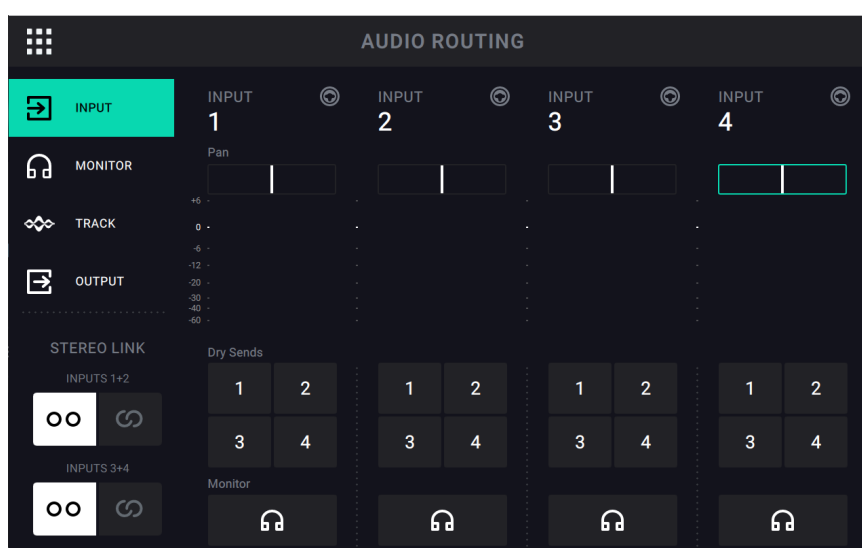 AUDIO ROUTING
INPUT
MONITOR
TRACK
OUTPUT
STEREO LINK
INPUTS 1+2
INPUTS 3+4
INPUT INPUT INPUT INPUT
1 2 3 4
Pan
+6
0
-6
-12
-20
-30
-40
-60
Dry Sends
1 2 1 2 1 2 1 2
3 4 3 4 3 4 3 4
Monitor